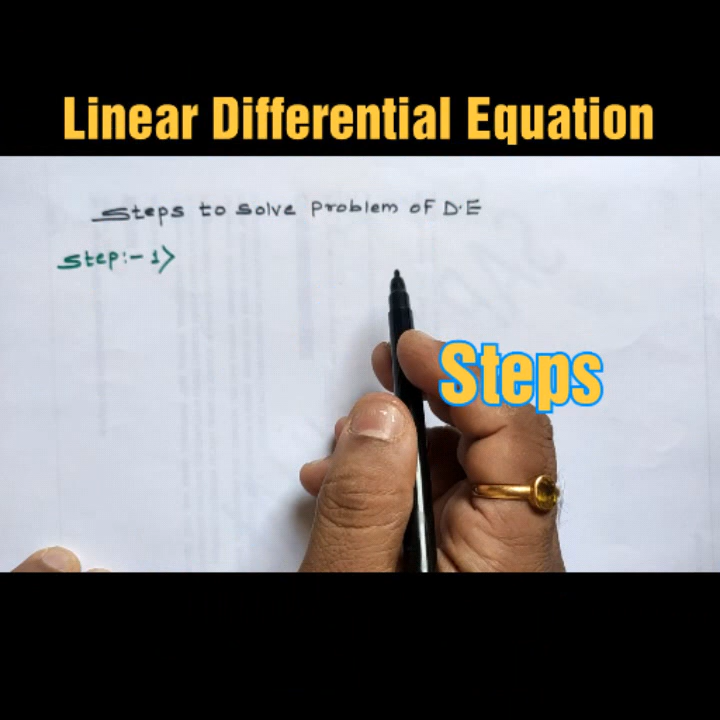 Linear Differential Equation
Steps to solve Problem oF D.E
Step:- 1>
Steps